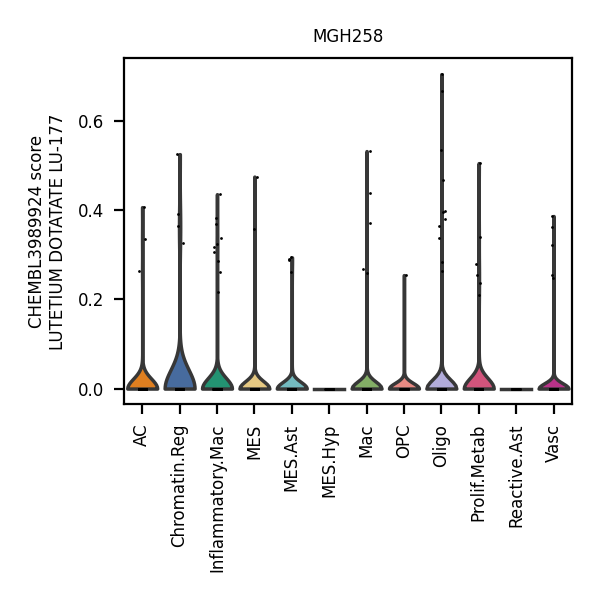 MGH258
CHEMBL3989924 score
LUTETIUM DOTATATE LU-177
0.6
0.4
0.2
0.0
AC
Chromatin.Reg
Inflammatory.Mac
MES
MES.Ast
MES.Hyp
Mac
OPC
Oligo
Prolif.Metab
Reactive.Ast
Vasc